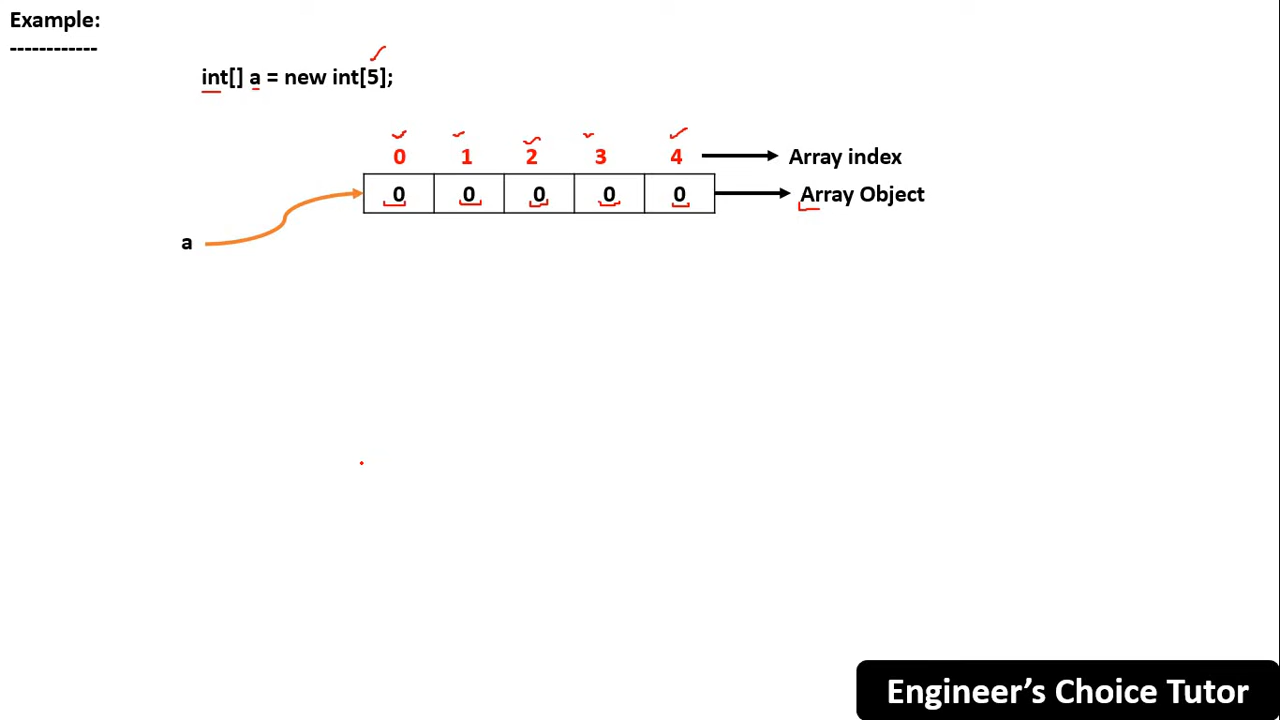 Example:
------------
int[] a = new int[5];
0 1 2 3 4 Array index
0 0 0 0 0 Array Object
a
Engineer’s Choice Tutor